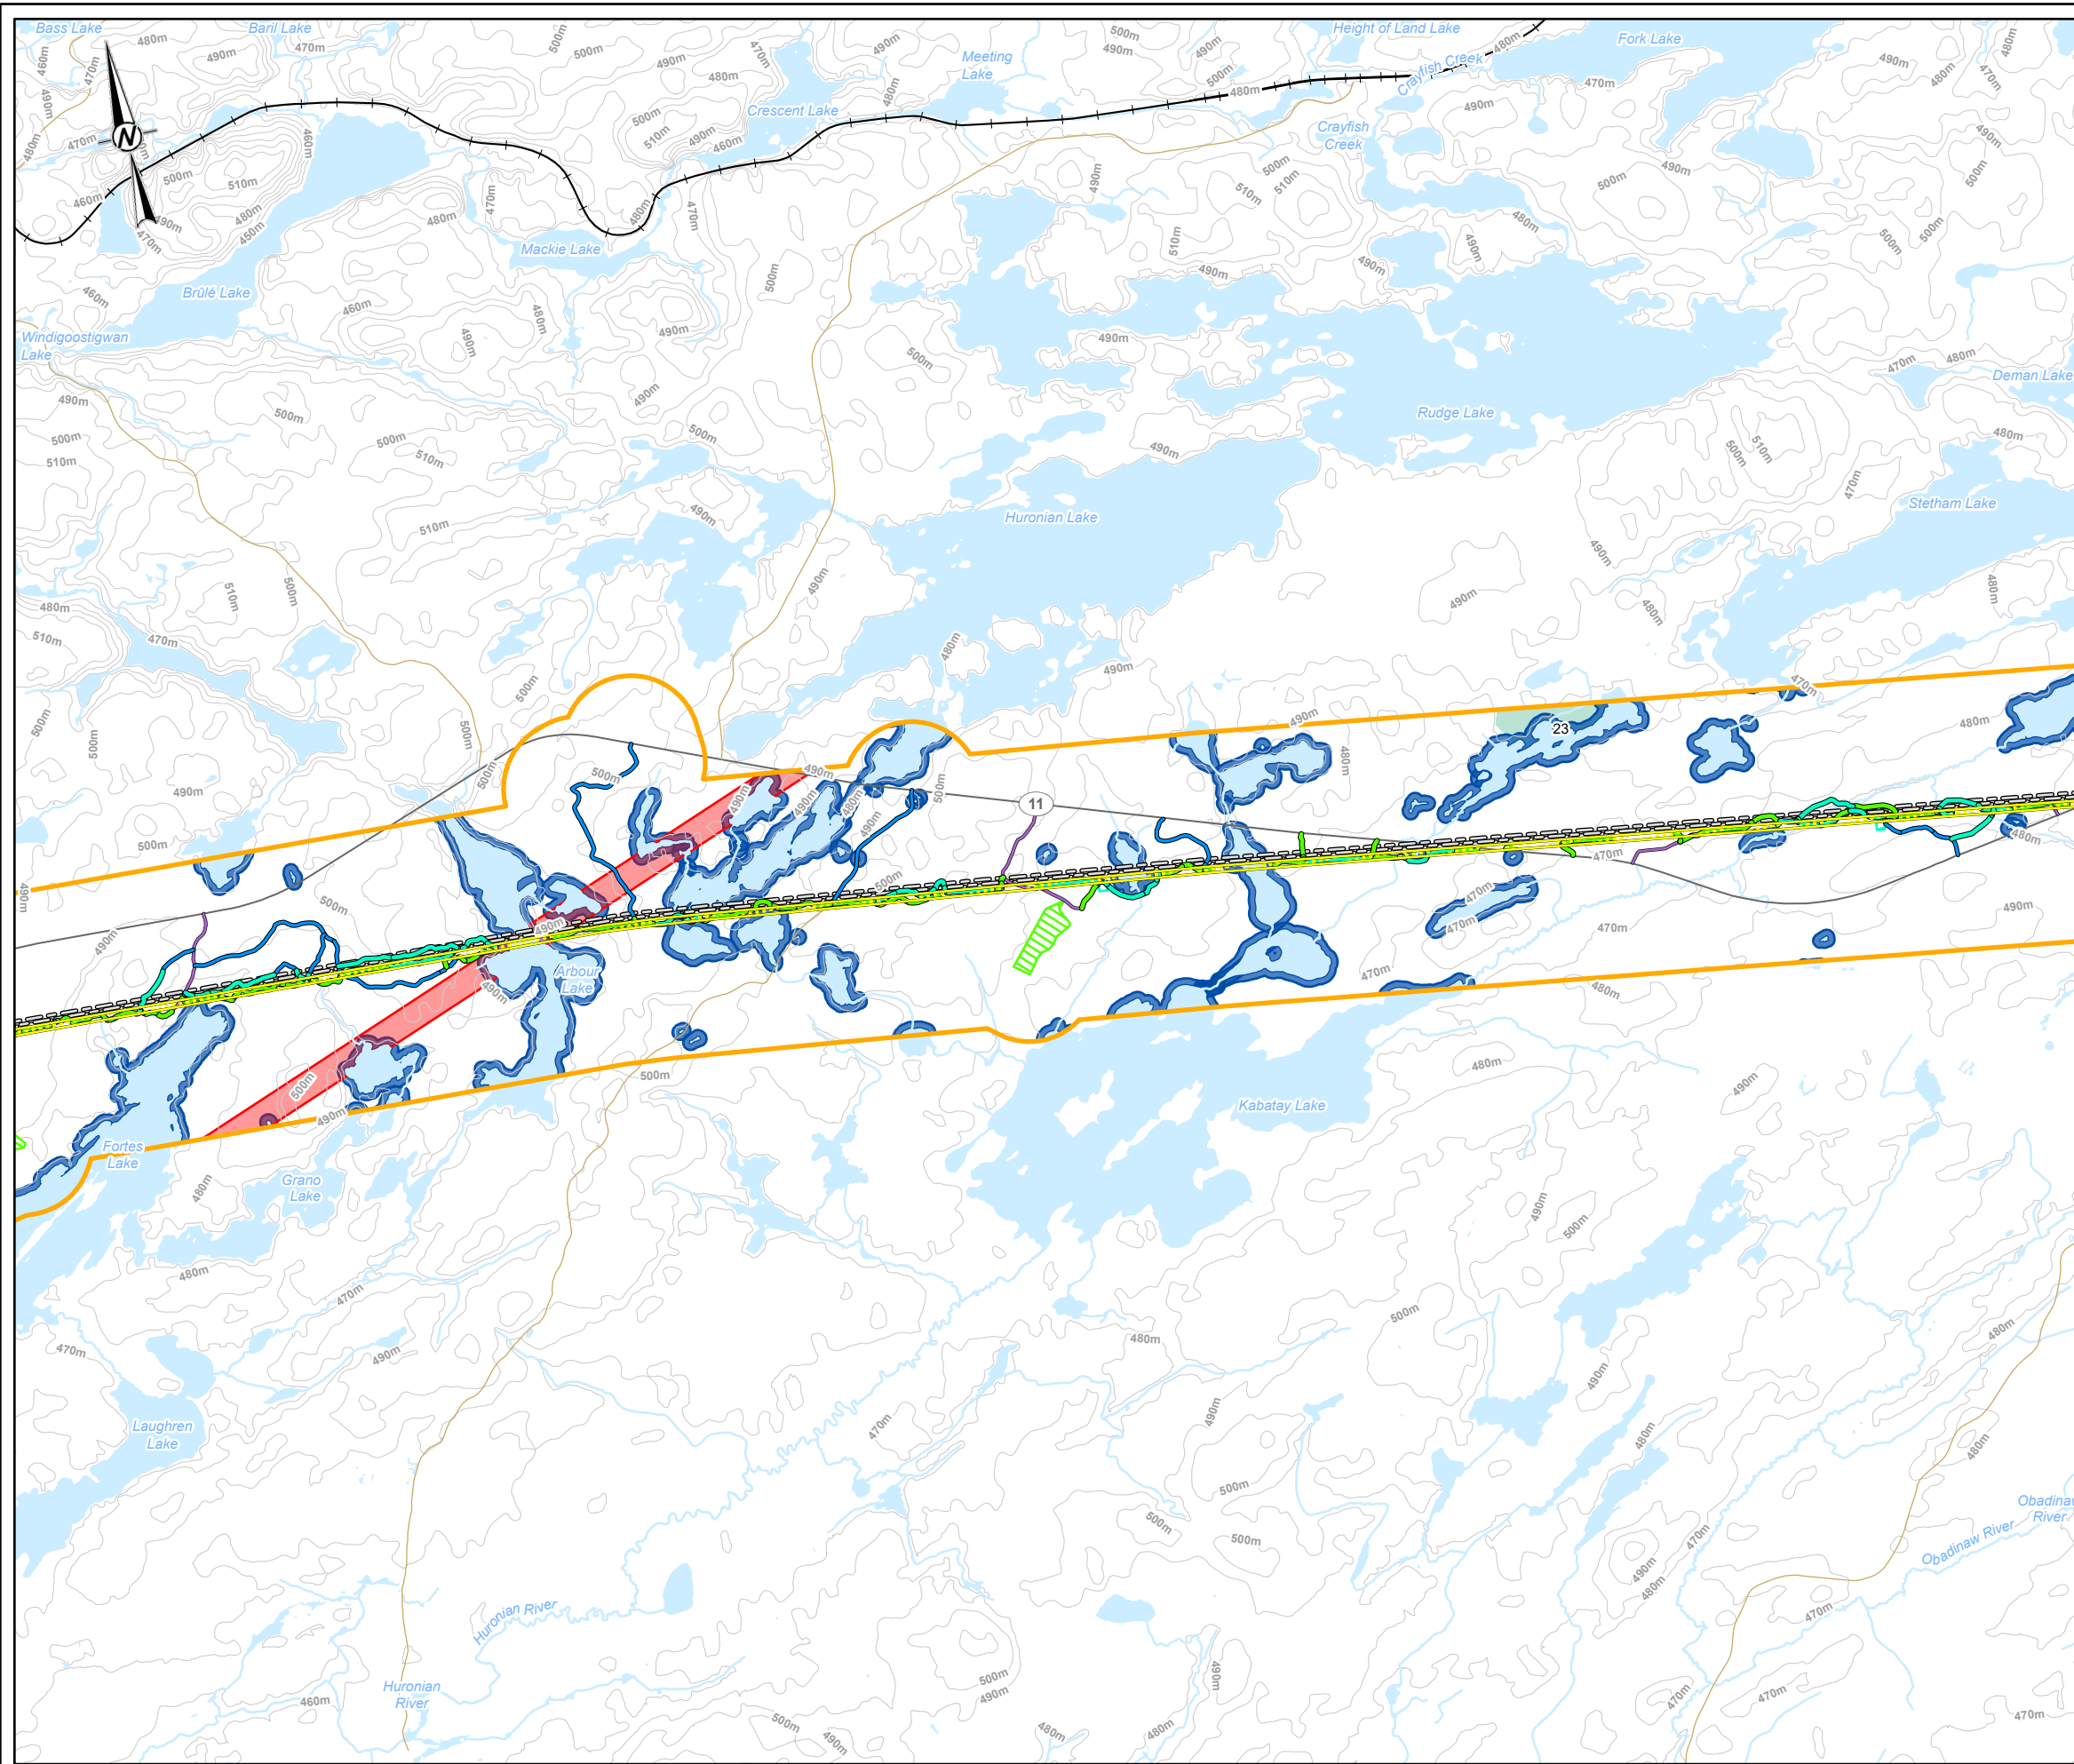 Bass Lake
Baril Lake
Height of Land Lake
Fork Lake
Meeting
Lake
Crayfish Creek
Crescent Lake
Crayfish
Creek
N
Mackie Lake
Brûlé Lake
Windigoostigwan
Lake
Deman Lake
Rudge Lake
Stetham Lake
Huronian Lake
23
11
Arbour
Lake
Kabatay Lake
Fortes
Lake
Grano
Lake
Laughren
Lake
Obadinaw
River
Obadinaw River
Huronian River
Huronian
River
480m
490m
470m
460m
500m
510m
450m